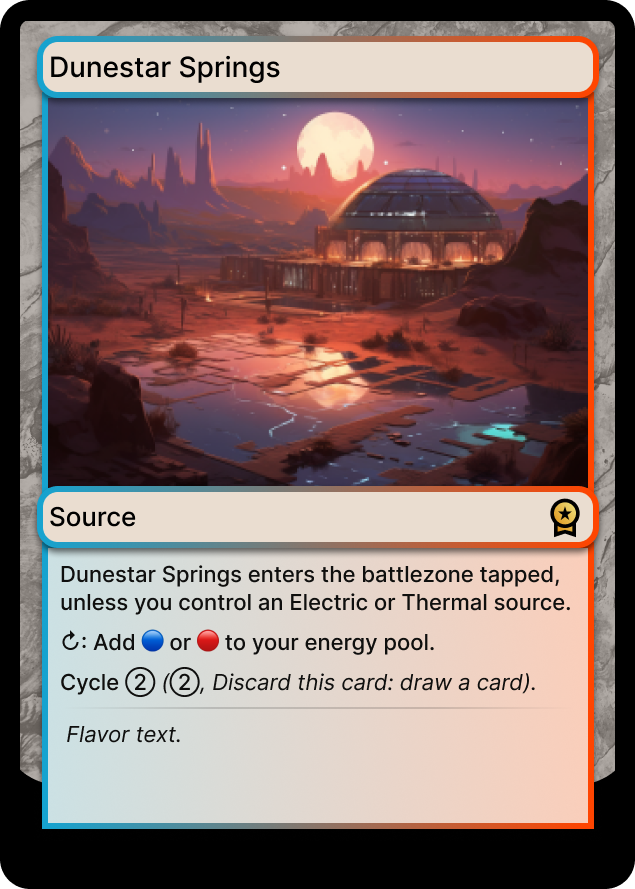 Dunestar Springs
Source
Dunestar Springs enters the battlezone tapped,
unless you control an Electric or Thermal source.
↻: Add 🔵 or 🔴 to your energy pool.
Cycle ② (②, Discard this card: draw a card).
Flavor text.